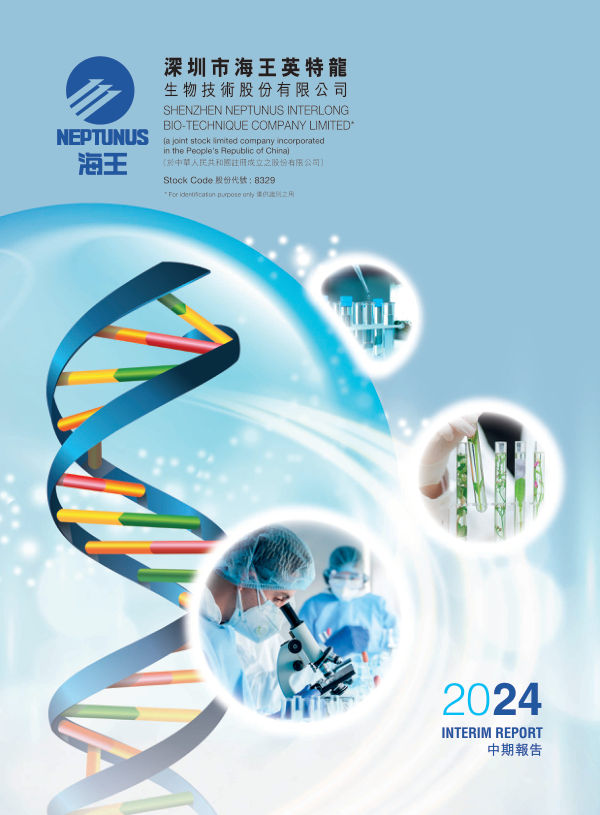 NEPTUNUS
海王
深圳市海王英特龍
生物技術股份有限公司
SHENZHEN NEPTUNUS INTERLONG
BIO-TECHNIQUE COMPANY LIMITED*
(a joint stock limited company incorporated
in the People's Republic of China)
(於中華人民共和國註冊成立之股份有限公司)
Stock Code 股份代號 : 8329
* For identification purpose only 僅供識別之用
2024
INTERIM REPORT
中期報告